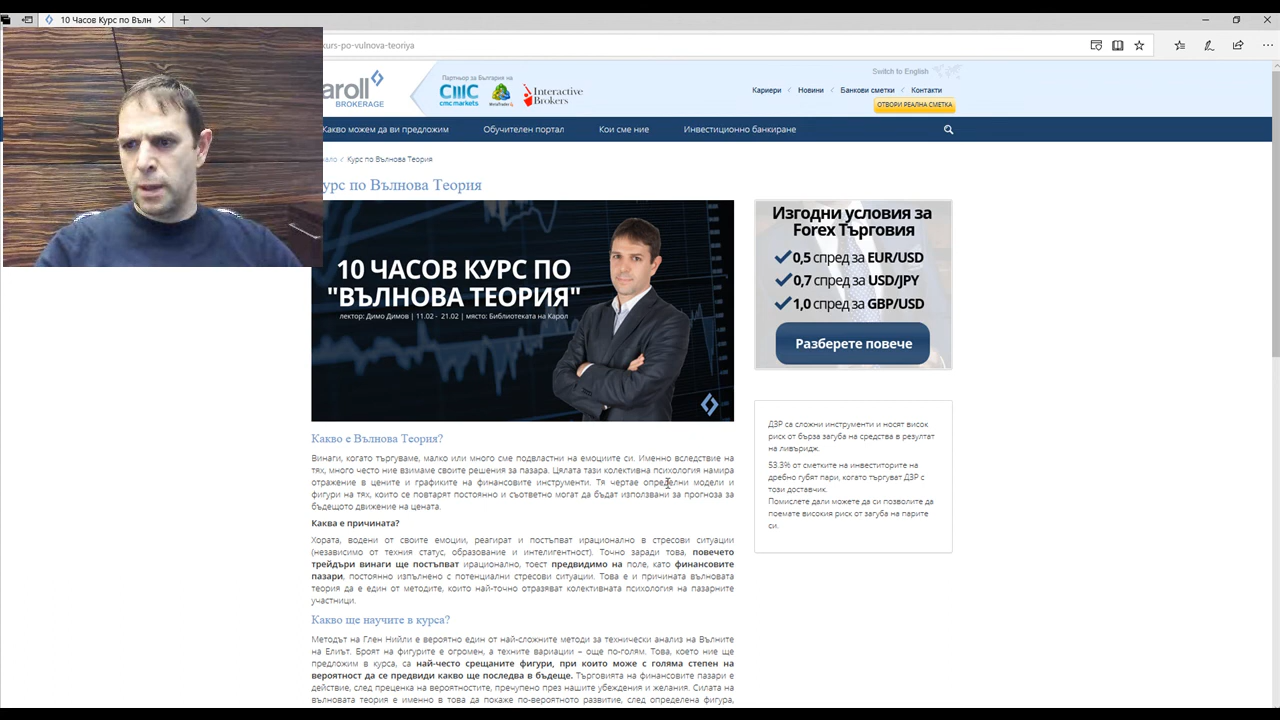 10 Часов Курс по Вълн
kurs-po-vulnova-teoriya
Switch to English
aroll
BROKERAGE
Партньор за България на
CMC
cmc markets
MetaTrader 4
Interactive
Brokers
Кариери
Новини
Банкови сметки
Контакти
ОТВОРИ РЕАЛНА СМЕТКА
Какво можем да ви предложим
Обучителен портал
Кои сме ние
Инвестиционно банкиране
ало / Курс по Вълнова Теория
урс по Вълнова Теория
10 ЧАСОВ КУРС ПО
"ВЪЛНОВА ТЕОРИЯ"
лектор: Димо Димов | 11.02 - 21.02 | място: Библиотеката на Карол
Какво е Вълнова Теория?
Винаги, когато търгуваме, малко или много сме подвластни на емоциите си. Именно вследствие на
тях, много често ние взимаме своите решения за пазара. Цялата тази колективна психология намира
отражение в цените и графиките на финансовите инструменти. Тя чертае определни модели и
фигури на тях, които се повтарят постоянно и съответно могат да бъдат използвани за прогноза за
бъдещото движение на цената.
Каква е причината?
Хората, водени от своите емоции, реагират и постъпват ирационално в стресови ситуации
(независимо от техния статус, образование и интелигентност). Точно заради това, повечето
трейдъри винаги ще постъпват ирационално, тоест предвидимо на поле, като финансовите
пазари, постоянно изпълнено с потенциални стресови ситуации. Това е и причината вълновата
теория да е един от методите, които най-точно отразяват колективната психология на пазарните
участници.
Какво ще научите в курса?
Методът на Глен Нийли е вероятно един от най-сложните методи за технически анализ на Вълните
на Елиът. Броят на фигурите е огромен, а техните вариации – още по-голям. Това, което ние ще
предложим в курса, са най-често срещаните фигури, при които може с голяма степен на
вероятност да се предвиди какво ще последва в бъдеще. Търговията на финансовите пазари е
действие, след преценка на вероятностите, пречупено през нашите убеждения и желания. Силата на
вълновата теория е именно в това да покаже по-вероятното развитие, след определена фигура,
Изгодни условия за
Forex Търговия
0,5 спред за EUR/USD
0,7 спред за USD/JPY
1,0 спред за GBP/USD
Разберете повече
ДЗР са сложни инструменти и носят висок
риск от бърза загуба на средства в резултат
на ливъридж.
53.3% от сметките на инвеститорите на
дребно губят пари, когато търгуват ДЗР с
този доставчик.
Помислете дали можете да си позволите да
поемате високия риск от загуба на парите
си.